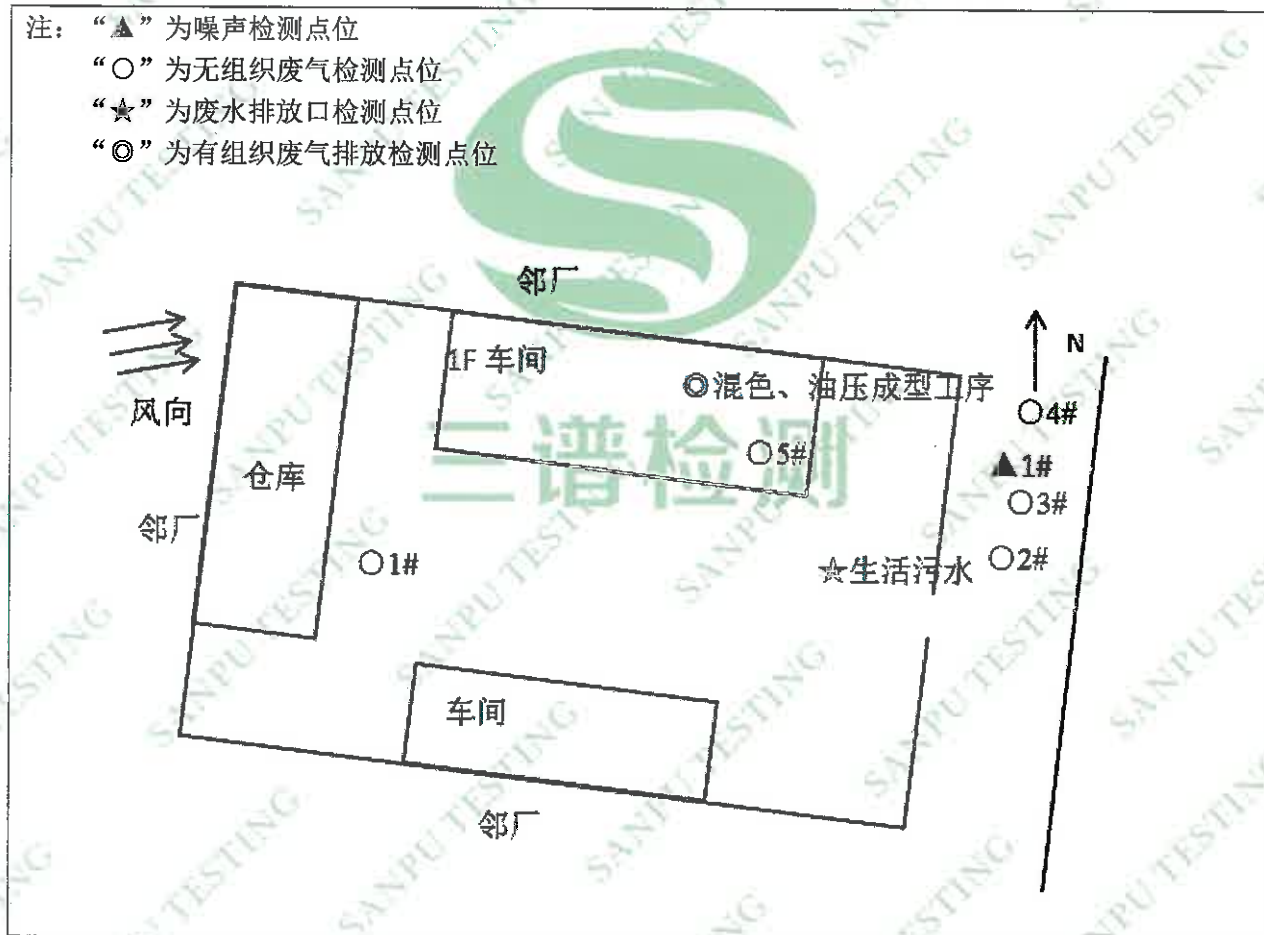 注：“▲”为噪声检测点位
“○”为无组织废气检测点位
“☆”为废水排放口检测点位
“◎”为有组织废气排放检测点位
邻厂
N
1F 车间
◎混色、油压成型工序
风向
○4#
三谱检测
○5#
▲1#
仓库
○3#
邻厂
○1#
☆生活污水
○2#
车间
邻厂
SANPU TESTING